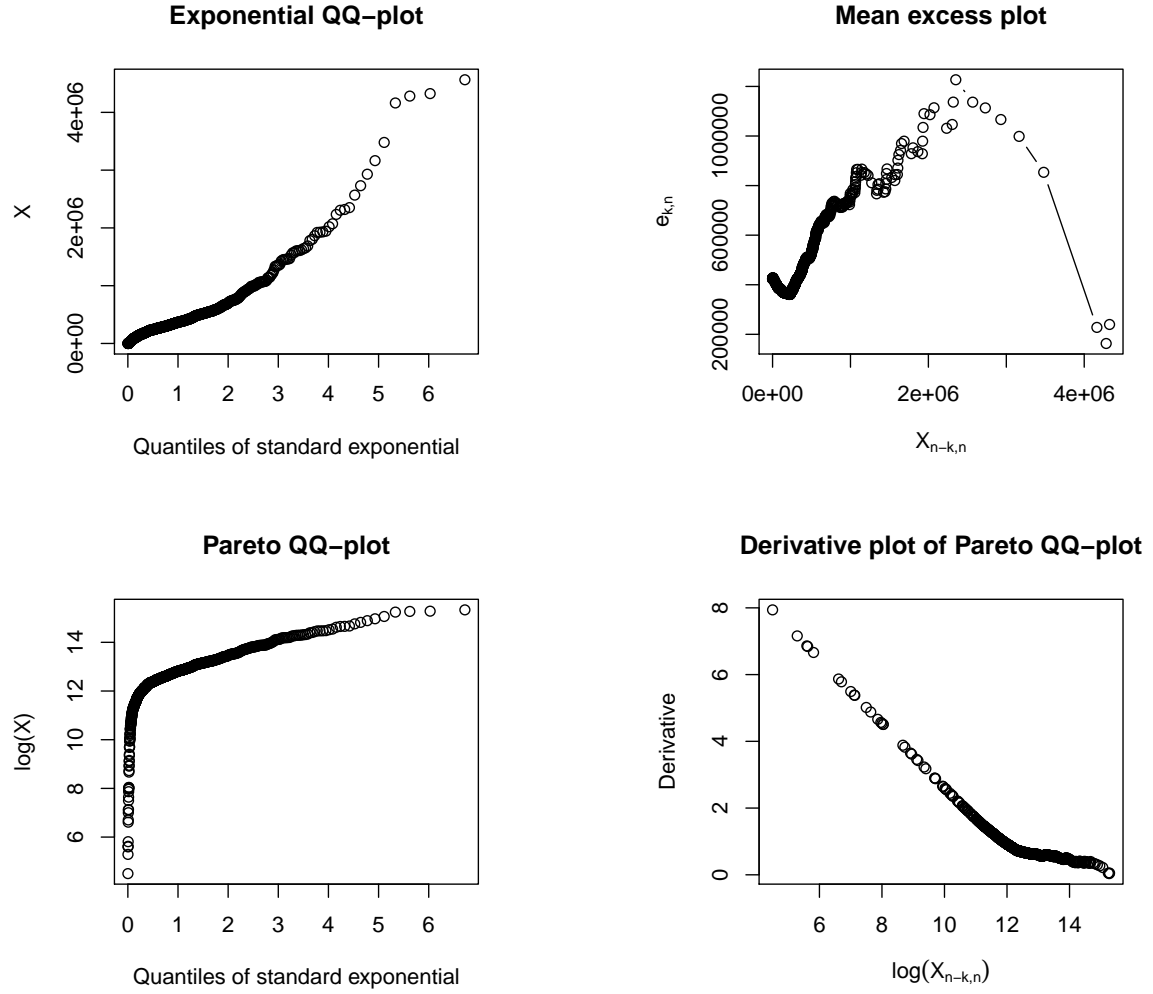 Exponential QQ−plot
X
0e+00
2e+06
4e+06
0 1 2 3 4 5 6
Quantiles of standard exponential
Mean excess plot
ek,n
200000
600000
1000000
0e+00 2e+06 4e+06
Xn−k,n
Pareto QQ−plot
log(X)
6
8
10
12
14
0 1 2 3 4 5 6
Quantiles of standard exponential
Derivative plot of Pareto QQ−plot
Derivative
0
2
4
6
8
6 8 10 12 14
log(Xn−k,n)